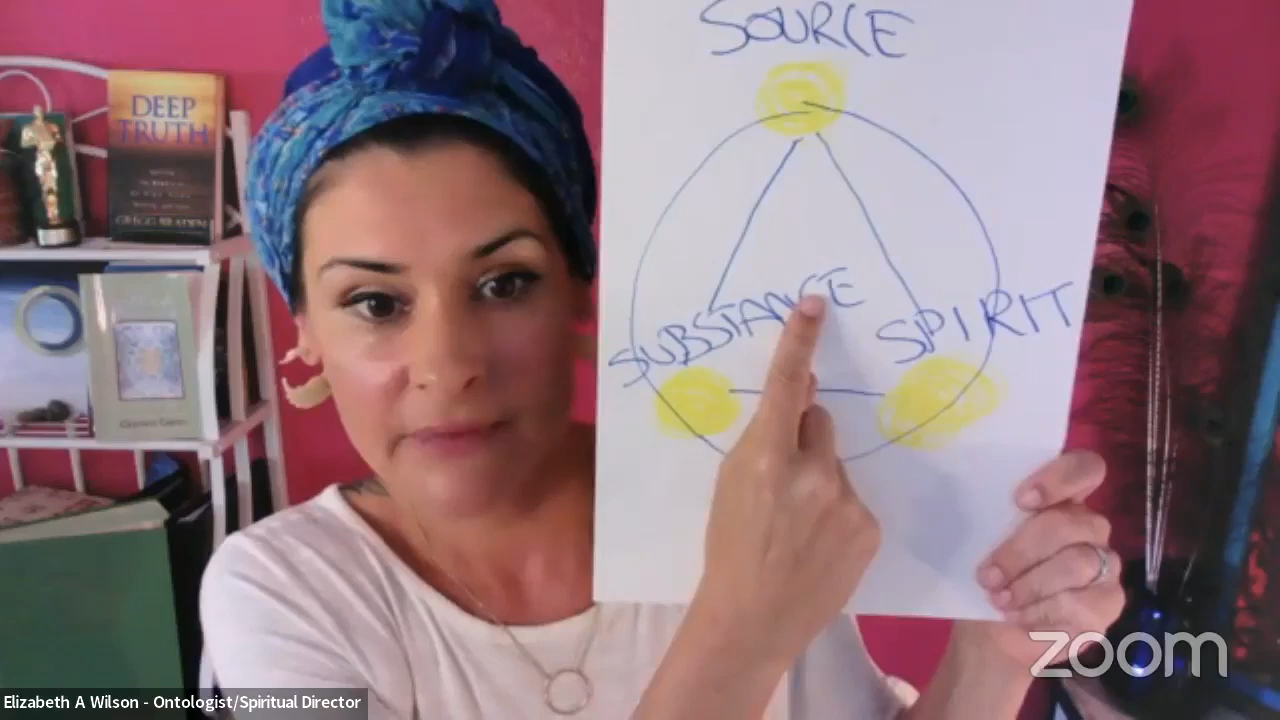 SOURCE
SUBSTANCE
SPIRIT
DEEP
TRUTH
GREGG BRADEN
zoom
Elizabeth A Wilson - Ontologist/Spiritual Director